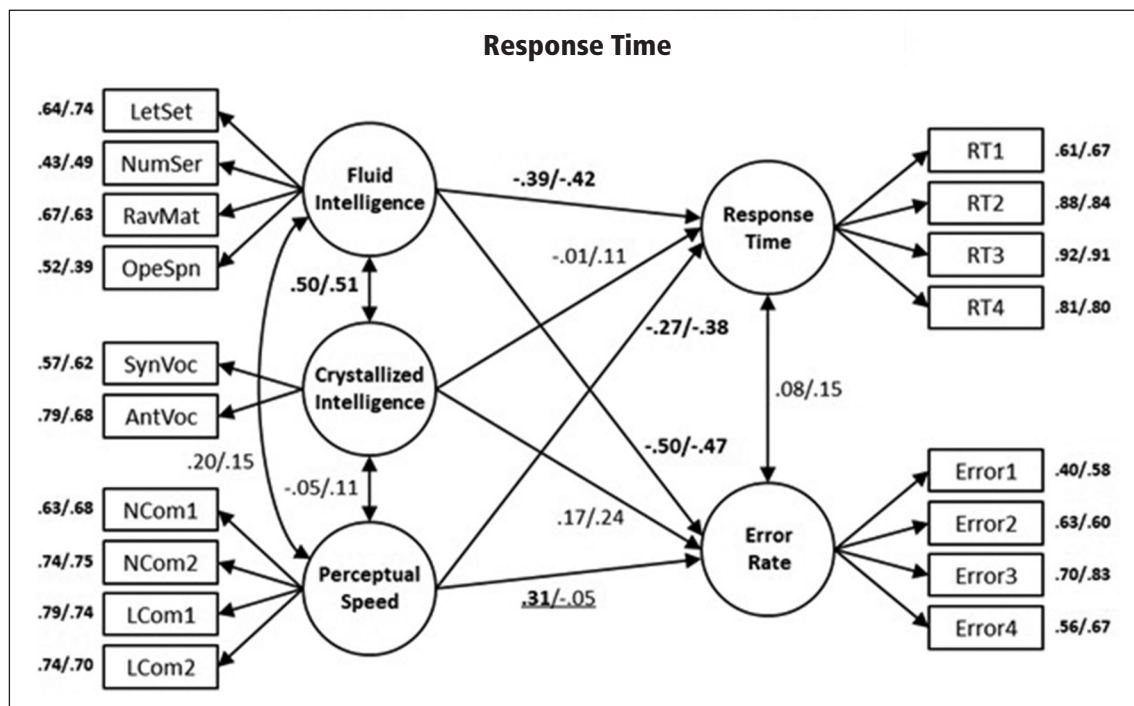 Response Time
.64/.74
LetSet
.43/.49
NumSer
.67/.63
RavMat
.52/.39
OpeSpn
Fluid
Intelligence
.50/.51
.57/.62
SynVoc
.79/.68
AntVoc
Crystallized
Intelligence
.20/.15
-.05/.11
.63/.68
NCom1
.74/.75
NCom2
.79/.74
LCom1
.74/.70
LCom2
Perceptual
Speed
-.39/-.42
-.01/.11
-.27/-.38
-.50/-.47
.17/.24
.31/-.05
Response
Time
.08/.15
Error
Rate
RT1
.61/.67
RT2
.88/.84
RT3
.92/.91
RT4
.81/.80
Error1
.40/.58
Error2
.63/.60
Error3
.70/.83
Error4
.56/.67